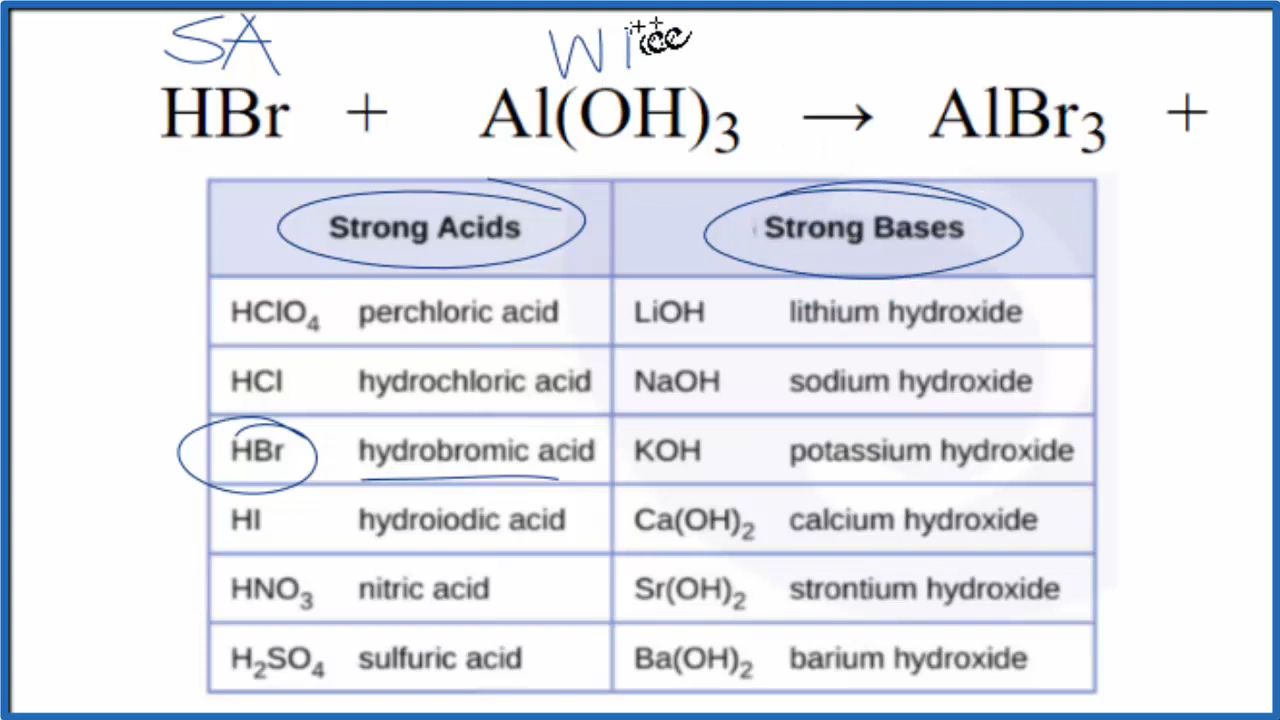 SA W
HBr + Al(OH)₃ → AlBr₃ +
Strong Acids Strong Bases
HClO₄ perchloric acid LiOH lithium hydroxide
HCl hydrochloric acid NaOH sodium hydroxide
HBr hydrobromic acid KOH potassium hydroxide
HI hydroiodic acid Ca(OH)₂ calcium hydroxide
HNO₃ nitric acid Sr(OH)₂ strontium hydroxide
H₂SO₄ sulfuric acid Ba(OH)₂ barium hydroxide